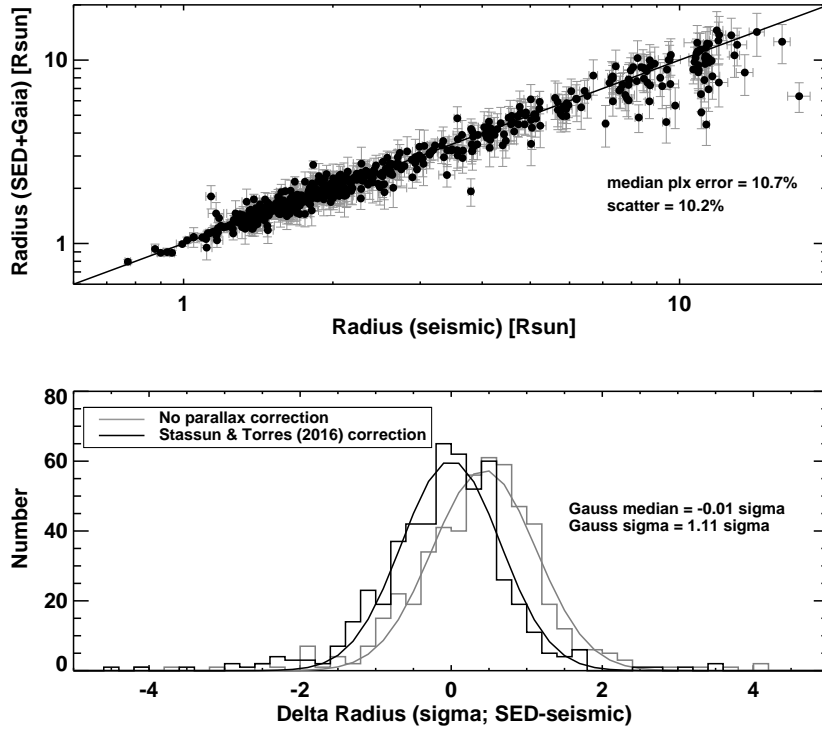 Radius (SED+Gaia) [Rsun]
10
1
median plx error = 10.7%
scatter = 10.2%
1
10
Radius (seismic) [Rsun]
Number
80
60
40
20
0
No parallax correction
Stassun & Torres (2016) correction
Gauss median = -0.01 sigma
Gauss sigma = 1.11 sigma
-4
-2
0
2
4
Delta Radius (sigma; SED-seismic)